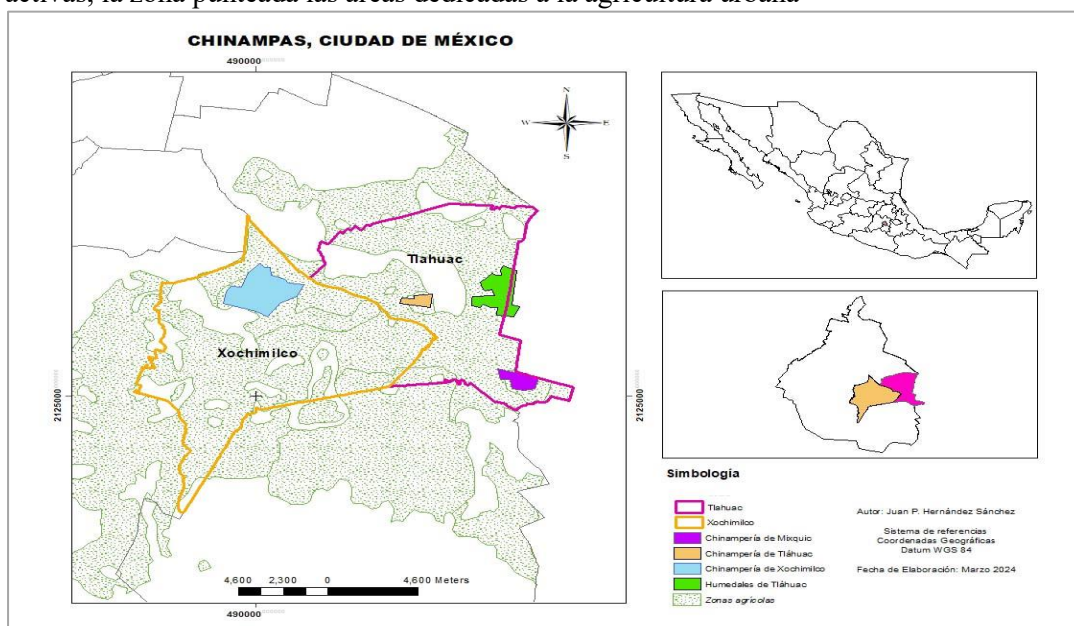 activas, la zona punteada las áreas dedicadas a la agricultura urbana
CHINAMPAS, CIUDAD DE MÉXICO
490000
N
W E
S
Tlahuac
Xochimilco
2125000
2125000
4,600 2,300 0 4,600 Meters
490000
Simbología
Tlahuac
Xochimilco
Chinampería de Mixquic
Chinampería de Tláhuac
Chinampería de Xochimilco
Humedales de Tláhuac
Zonas agrícolas
Autor: Juan P. Hernández Sánchez
Sistema de referencias
Coordenadas Geográficas
Datum WGS 84
Fecha de Elaboración: Marzo 2024